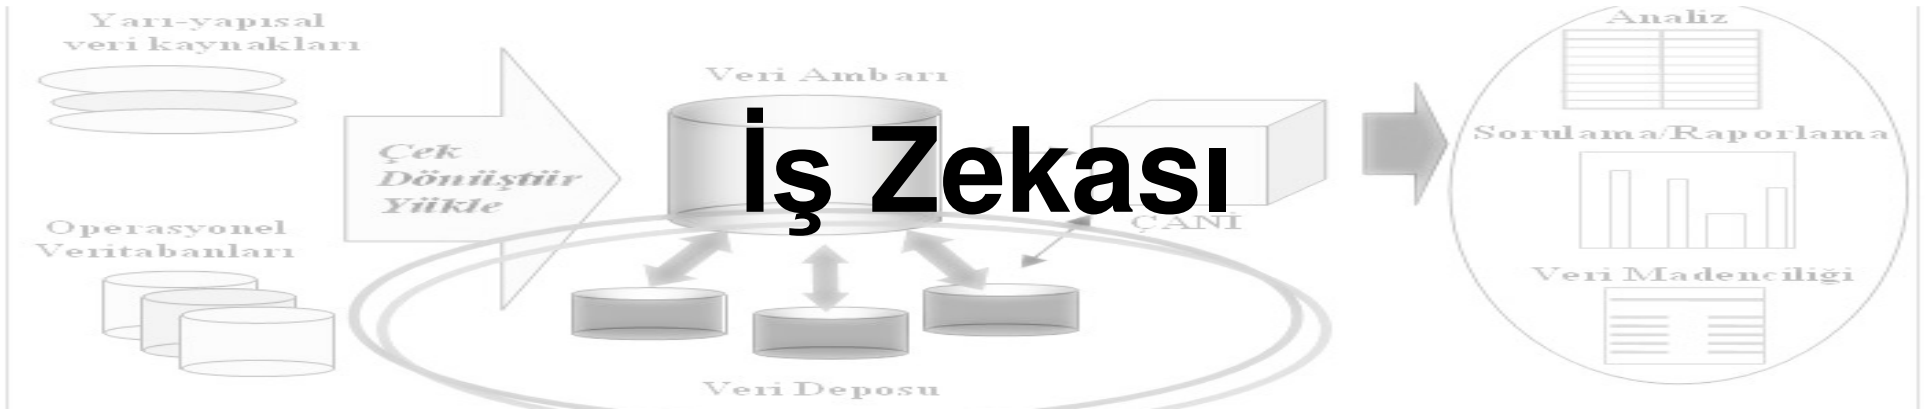 Yarı-yapısal
veri kaynakları
Operasyonel
Veritabanları
Çek
Dönüştür
Yükle
Veri Ambarı
İş Zekası
ÇANİ
Veri Deposu
Analiz
Sorulama/Raporlama
Veri Madenciliği